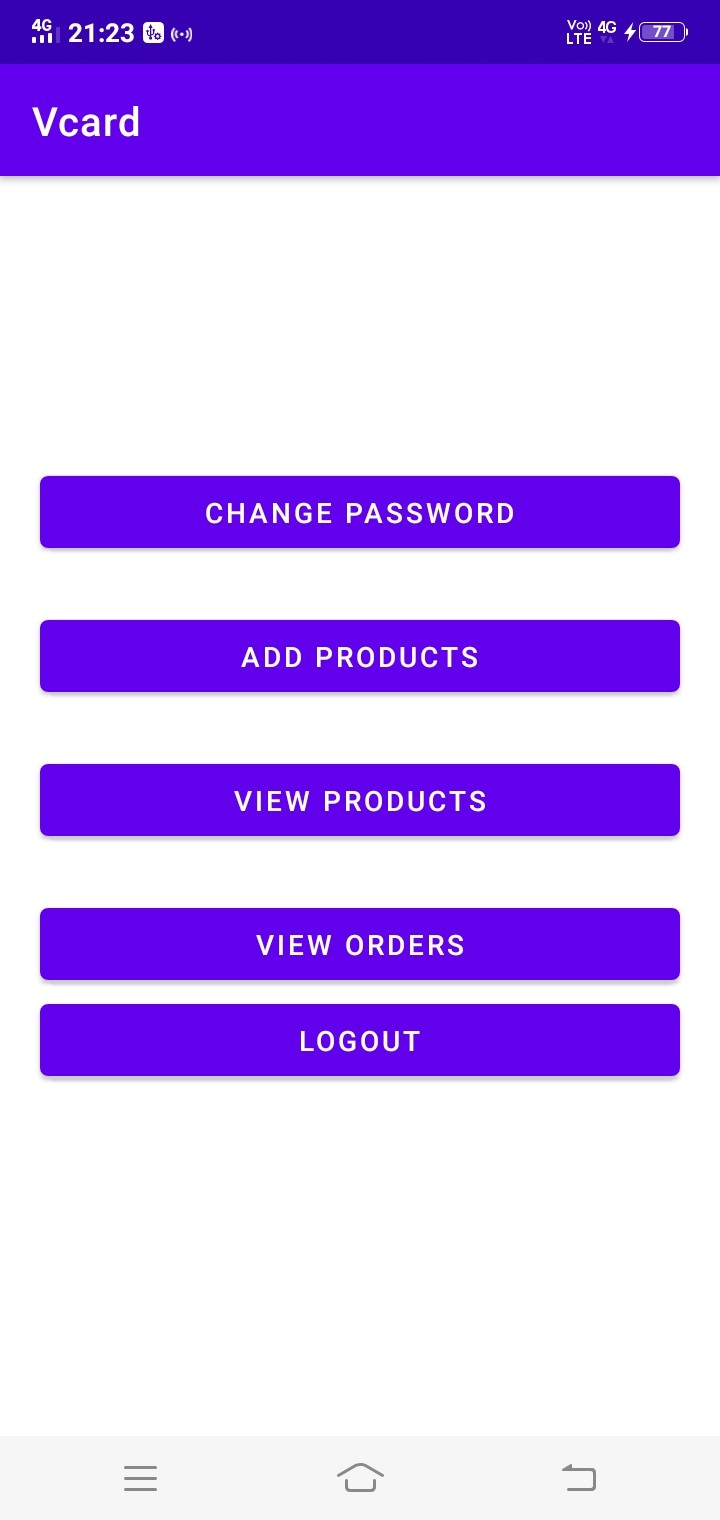 4G 21:23 Vo)) LTE 4G 77
Vcard
CHANGE PASSWORD
ADD PRODUCTS
VIEW PRODUCTS
VIEW ORDERS
LOGOUT